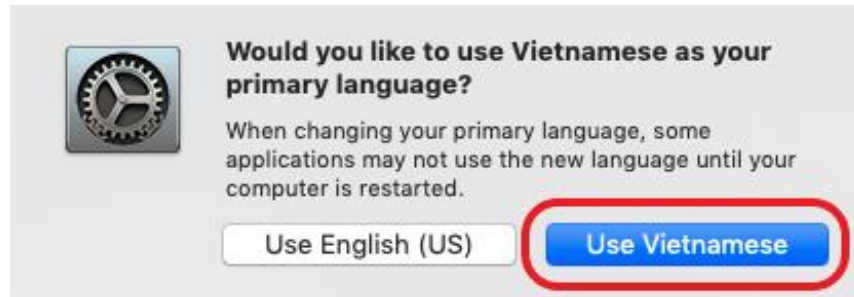 Would you like to use Vietnamese as your
primary language?
When changing your primary language, some
applications may not use the new language until your
computer is restarted.
Use English (US)
Use Vietnamese